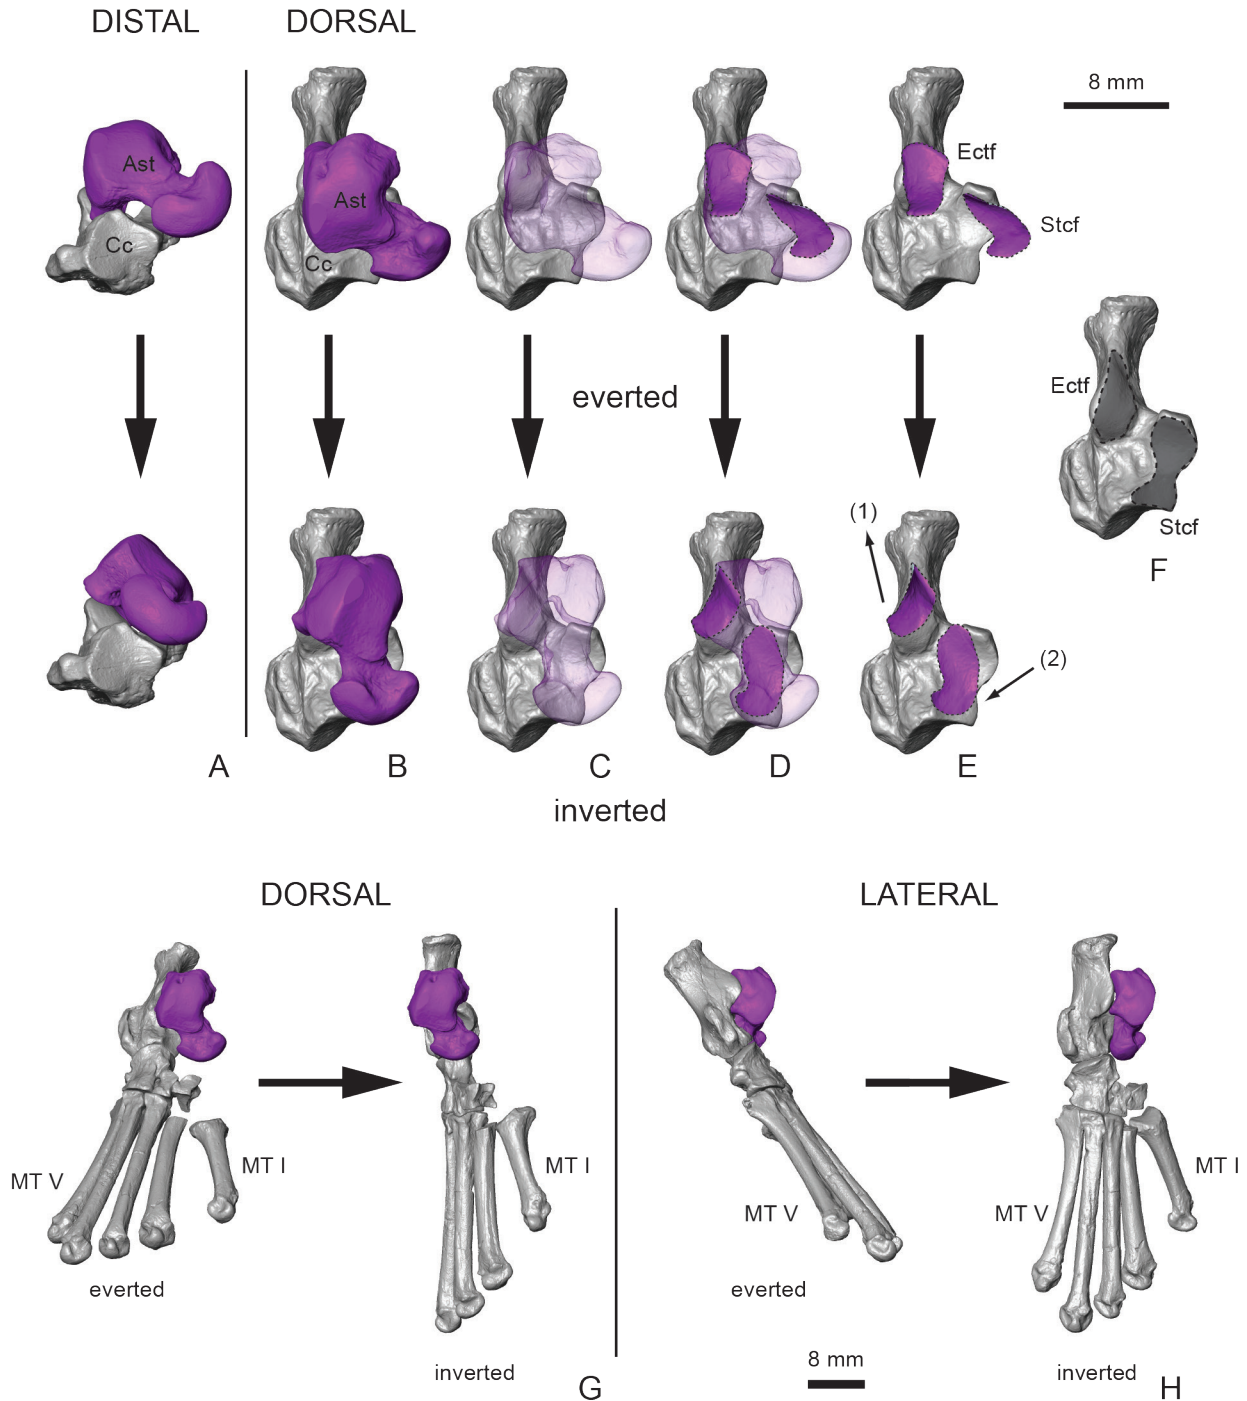 DISTAL
DORSAL
8 mm
Ast
Cc
Ast
Cc
Ectf
Stcf
everted
Ectf
Stcf
F
(1)
(2)
A
B
C
D
E
inverted
DORSAL
LATERAL
MT V
MT I
MT I
MT V
MT V
MT I
everted
everted
8 mm
inverted
inverted
G
H